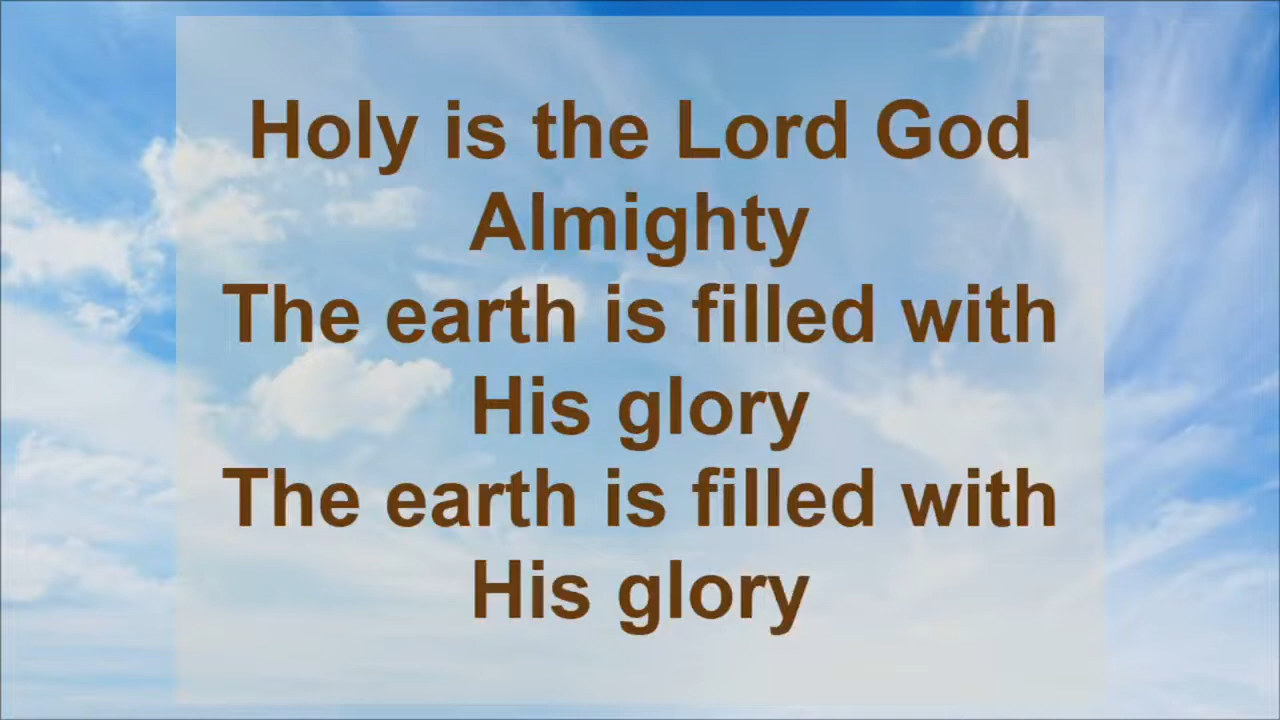 Holy is the Lord God
Almighty
The earth is filled with
His glory
The earth is filled with
His glory